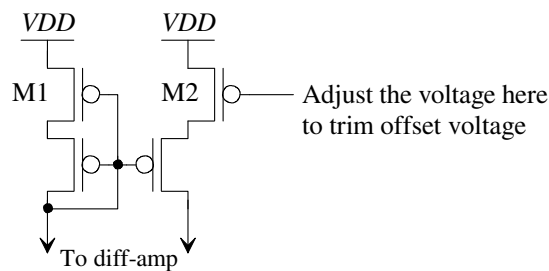 VDD
VDD
M1
M2
Adjust the voltage here
to trim offset voltage
To diff-amp